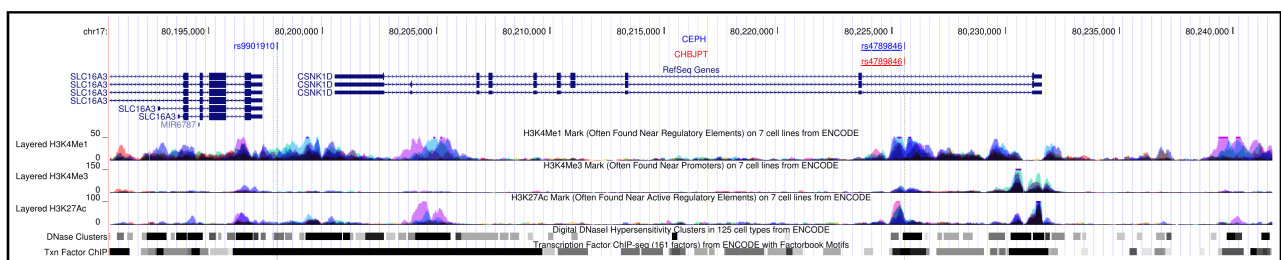 chr17: 80,195,000 80,200,000 80,205,000 80,210,000 80,215,000 80,220,000 80,225,000 80,230,000 80,235,000 80,240,000
CEPH
rs9901910 rs4789846
CHBJPT
rs4789846
RefSeq Genes
SLC16A3 CSNK1D
SLC16A3 CSNK1D
SLC16A3 CSNK1D
SLC16A3
SLC16A3
SLC16A3
MIR6787
H3K4Me1 Mark (Often Found Near Regulatory Elements) on 7 cell lines from ENCODE
50
Layered H3K4Me1
0
H3K4Me3 Mark (Often Found Near Promoters) on 7 cell lines from ENCODE
150
Layered H3K4Me3
0
H3K27Ac Mark (Often Found Near Active Regulatory Elements) on 7 cell lines from ENCODE
100
Layered H3K27Ac
0
Digital DNaseI Hypersensitivity Clusters in 125 cell types from ENCODE
DNase Clusters
Transcription Factor ChIP-seq (161 factors) from ENCODE with Factorbook Motifs
Txn Factor ChIP